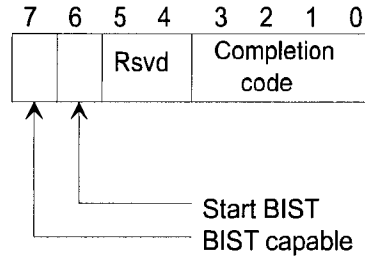 7 6 5 4 3 2 1 0
Rsvd Completion
code
Start BIST
BIST capable